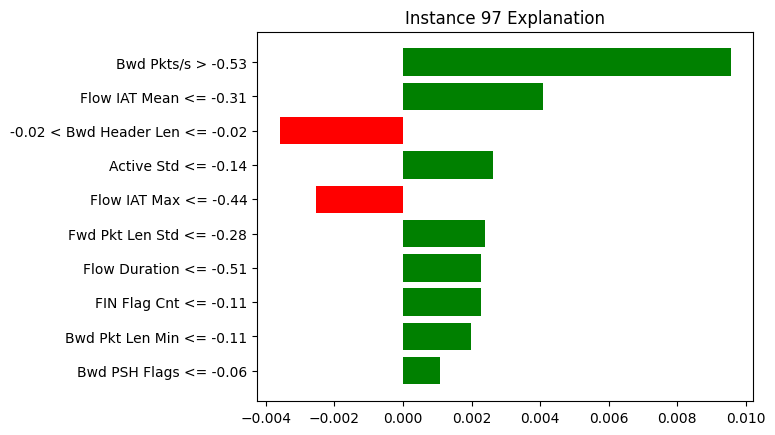 Instance 97 Explanation
Bwd Pkts/s > -0.53
Flow IAT Mean <= -0.31
-0.02 < Bwd Header Len <= -0.02
Active Std <= -0.14
Flow IAT Max <= -0.44
Fwd Pkt Len Std <= -0.28
Flow Duration <= -0.51
FIN Flag Cnt <= -0.11
Bwd Pkt Len Min <= -0.11
Bwd PSH Flags <= -0.06
−0.004 −0.002 0.000 0.002 0.004 0.006 0.008 0.010